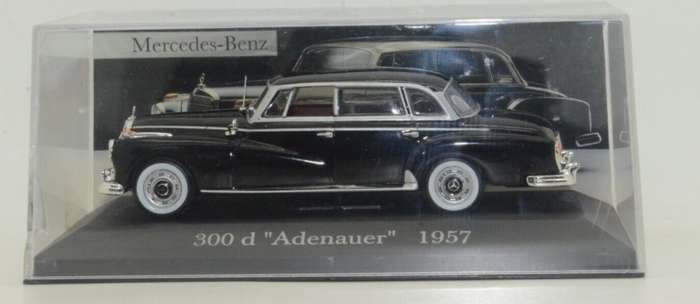 Mercedes-Benz
300 d "Adenauer" 1957